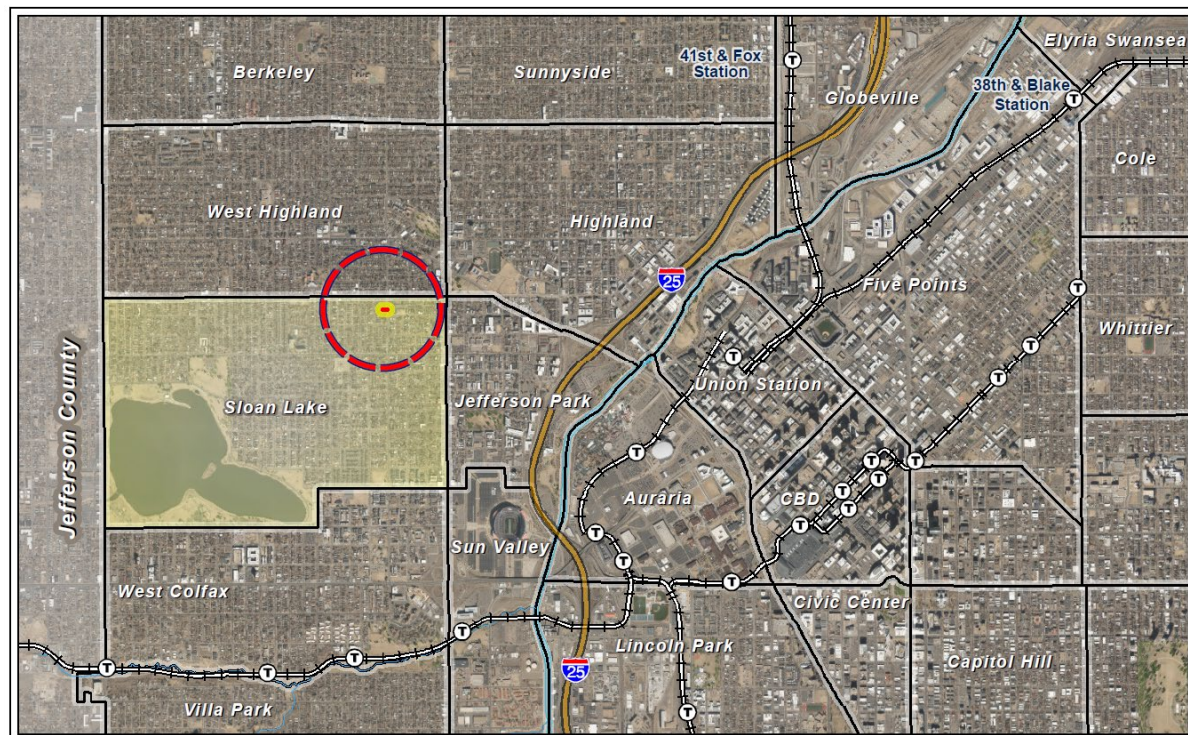 Elyria Swansea
Berkeley
Sunnyside
41st & Fox
Station
Globeville
38th & Blake
Station
T
T
Cole
West Highland
Highland
25
Five Points
T
Whittier
T
T
Union Station
T
Sloan Lake
Jefferson Park
Jefferson County
T
T
T
T
Auraria
CBD
T
T
T
T
Sun Valley
T
West Colfax
T
Civic Center
T
Lincoln Park
T
T
T
25
Capitol Hill
Villa Park
T